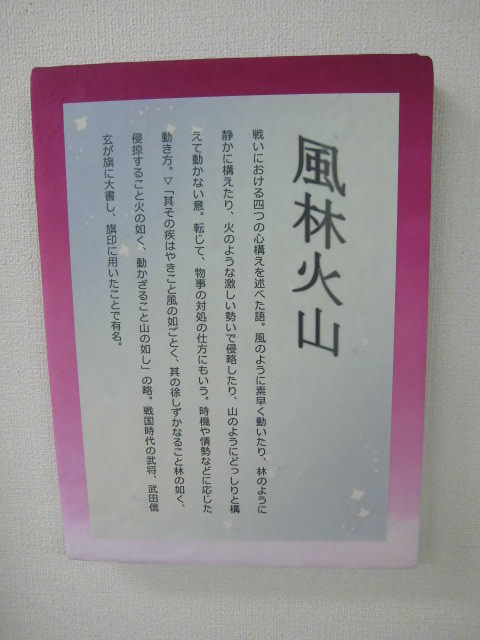 風林火山
戦いにおける四つの心構えを述べた語。風のように素早く動いたり、林のように
静かに構えたり、火のような激しい勢いで侵略したり、山のようにどっしりと構
えて動かない意。転じて、物事の対処の仕方にもいう。時機や情勢などに応じた
動き方。▽「其その疾はやきこと風の如ごとく、其の徐しずかなること林の如く、
侵掠すること火の如く、動かざること山の如し」の略。戦国時代の武将、武田信
玄が旗に大書し、旗印に用いたことで有名。